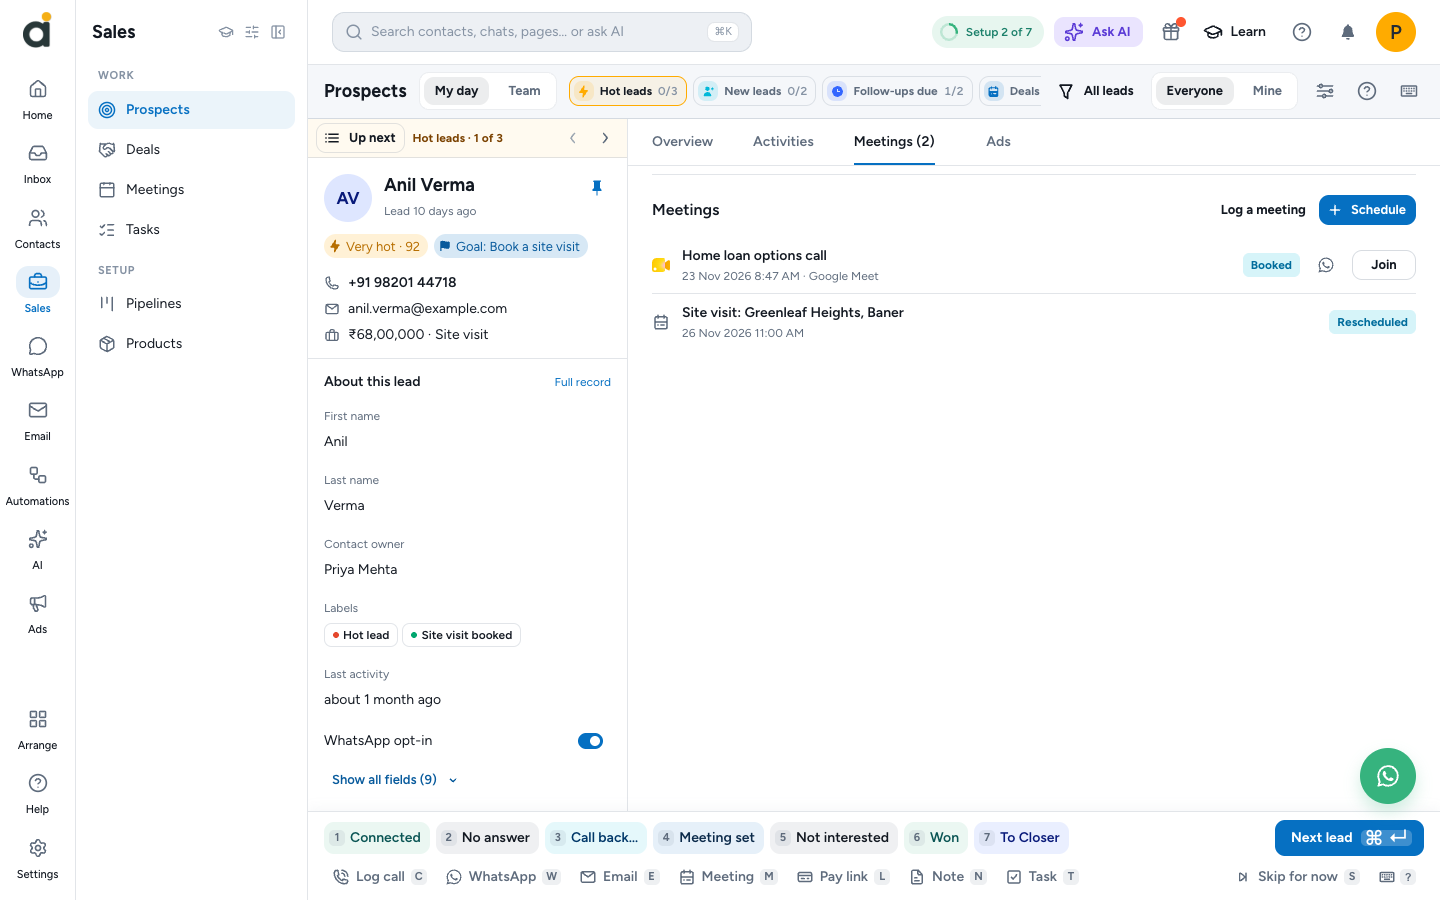 Sales
Search contacts, chats, pages... or ask AI
⌘K
Setup 2 of 7
Ask AI
Learn
P
Home
Inbox
Contacts
Sales
WhatsApp
Email
Automations
AI
Ads
Arrange
Help
Settings
WORK
Prospects
Deals
Meetings
Tasks
SETUP
Pipelines
Products
Prospects
My day
Team
Hot leads 0/3
New leads 0/2
Follow-ups due 1/2
Deals
All leads
Everyone
Mine
Up next
Hot leads · 1 of 3
AV
Anil Verma
Lead 10 days ago
Very hot · 92
Goal: Book a site visit
+91 98201 44718
anil.verma@example.com
₹68,00,000 · Site visit
About this lead
Full record
First name
Anil
Last name
Verma
Contact owner
Priya Mehta
Labels
Hot lead
Site visit booked
Last activity
about 1 month ago
WhatsApp opt-in
Show all fields (9)
Overview
Activities
Meetings (2)
Ads
Meetings
Log a meeting
+ Schedule
Home loan options call
23 Nov 2026 8:47 AM · Google Meet
Booked
Join
Site visit: Greenleaf Heights, Baner
26 Nov 2026 11:00 AM
Rescheduled
1 Connected
2 No answer
3 Call back...
4 Meeting set
5 Not interested
6 Won
7 To Closer
Next lead ⌘ ↵
Log call C
WhatsApp W
Email E
Meeting M
Pay link L
Note N
Task T
Skip for now S
?